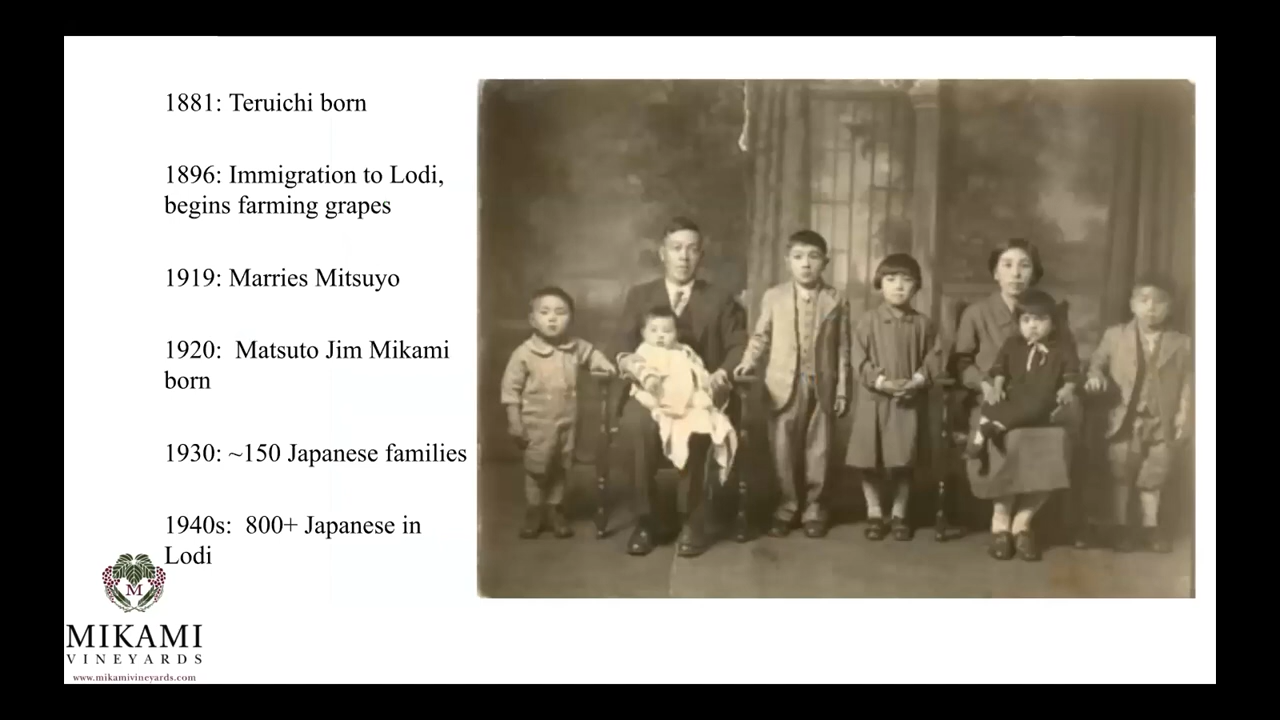 1881: Teruichi born
1896: Immigration to Lodi,
begins farming grapes
1919: Marries Mitsuyo
1920:  Matsuto Jim Mikami
born
1930: ~150 Japanese families
1940s:  800+ Japanese in
Lodi
M
MIKAMI
VINEYARDS
www.mikamivineyards.com